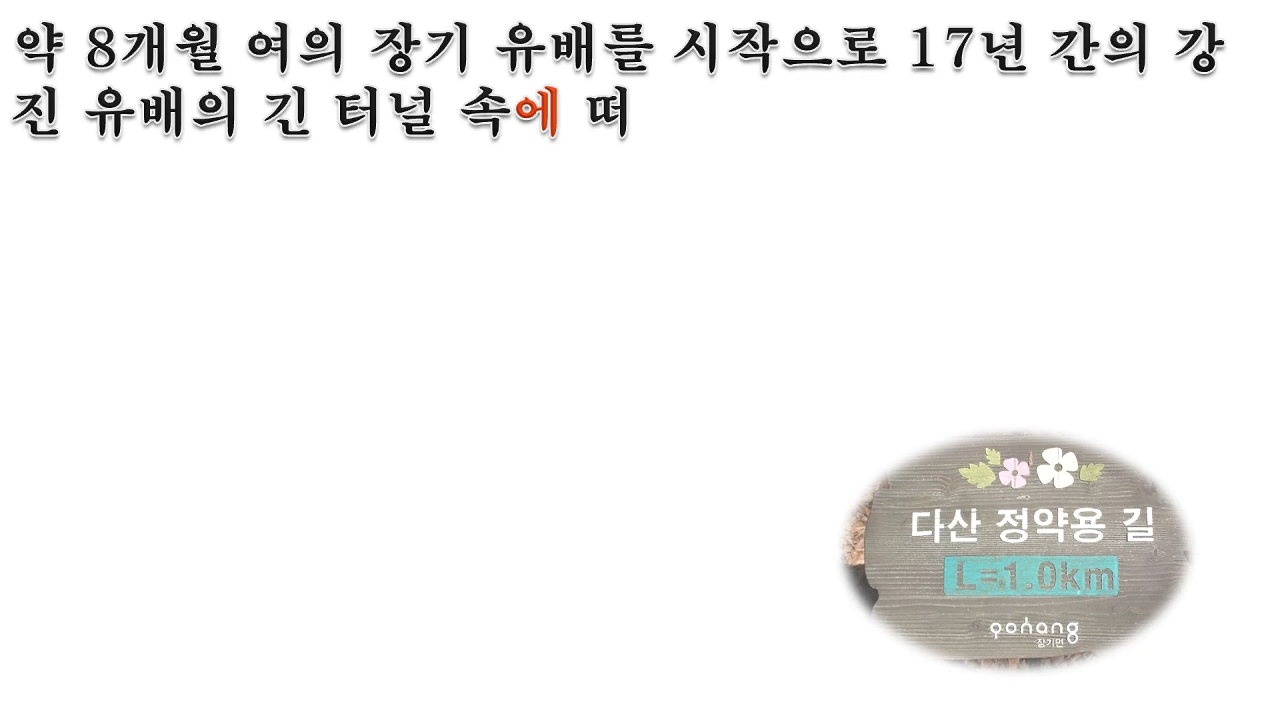 약 8개월 여의 장기 유배를 시작으로 17년 간의 강
진 유배의 긴 터널 속에 떠
다산 정약용 길
L=1.0km
pohang
장기면